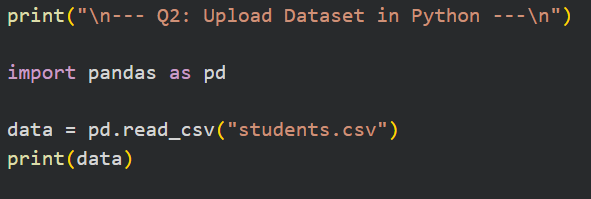 print("\n--- Q2: Upload Dataset in Python ---\n")
import pandas as pd
data = pd.read_csv("students.csv")
print(data)